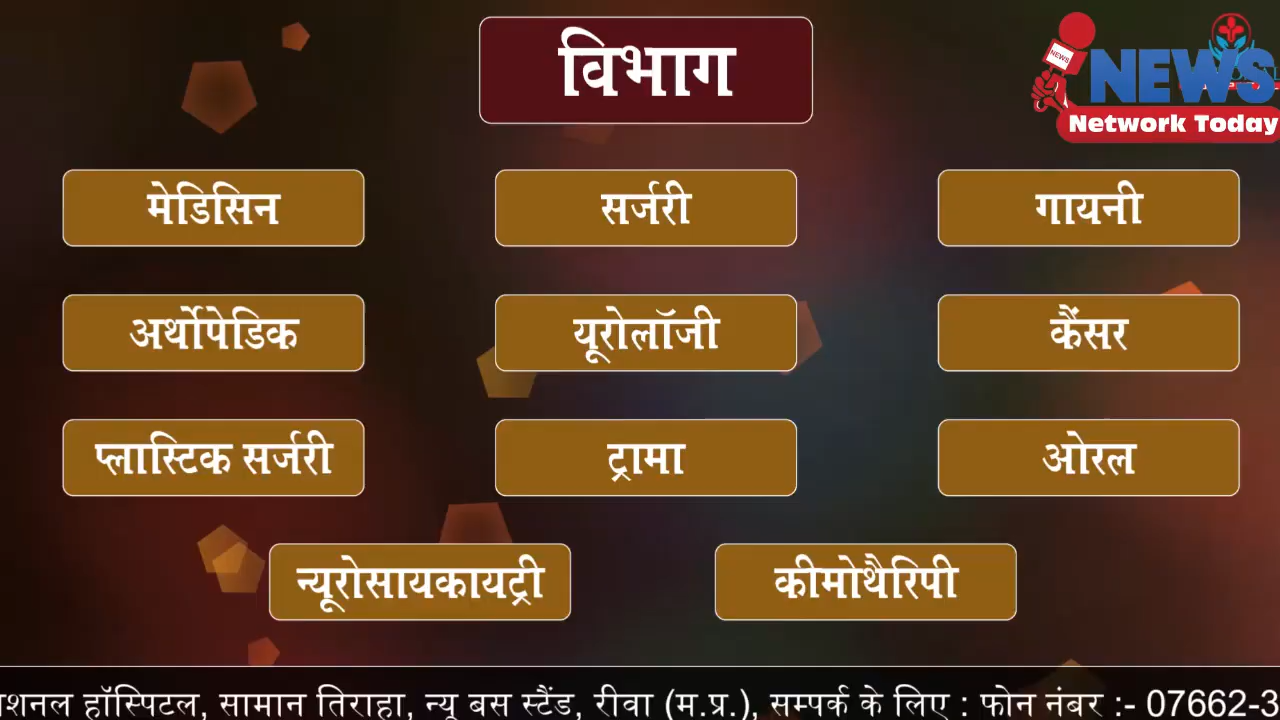 विभाग
NEWS
NEWS
Network Today
मेडिसिन सर्जरी गायनी
अर्थोपेडिक यूरोलॉजी कैंसर
प्लास्टिक सर्जरी ट्रामा ओरल
न्यूरोसायकायट्री कीमोथैरिपी
हॉस्पिटल, सामान तिराहा, न्यू बस स्टैंड, रीवा (म.प्र.), सम्पर्क के लिए : फोन नंबर :- 07662-3